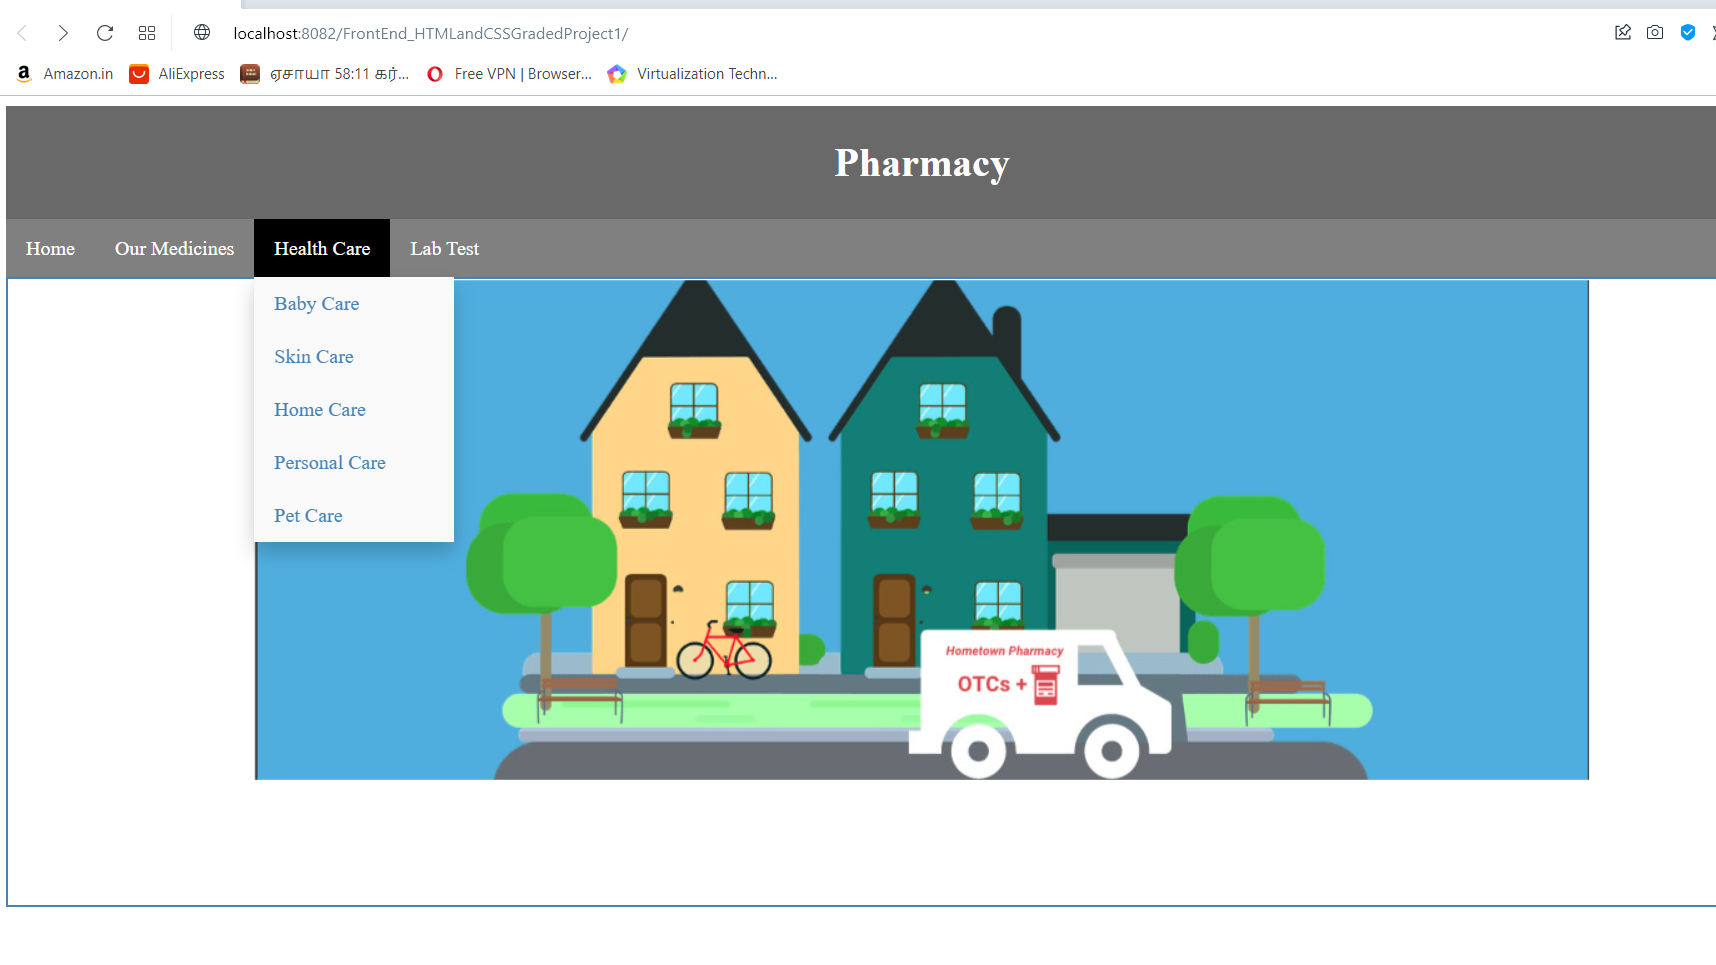 localhost:8082/FrontEnd_HTMLandCSSGradedProject1/
Amazon.in AliExpress ஏசாயா 58:11 கர்... Free VPN | Browser... Virtualization Techn...
Pharmacy
Home Our Medicines Health Care Lab Test
Baby Care
Skin Care
Home Care
Personal Care
Pet Care
Hometown Pharmacy
OTCs +